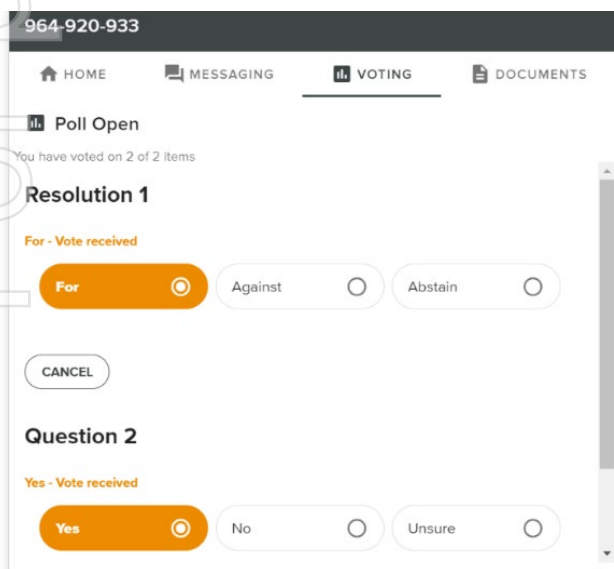 964-920-933
HOME MESSAGING VOTING DOCUMENTS
Poll Open
You have voted on 2 of 2 items
Resolution 1
For - Vote received
For Against Abstain
CANCEL
Question 2
Yes - Vote received
Yes No Unsure